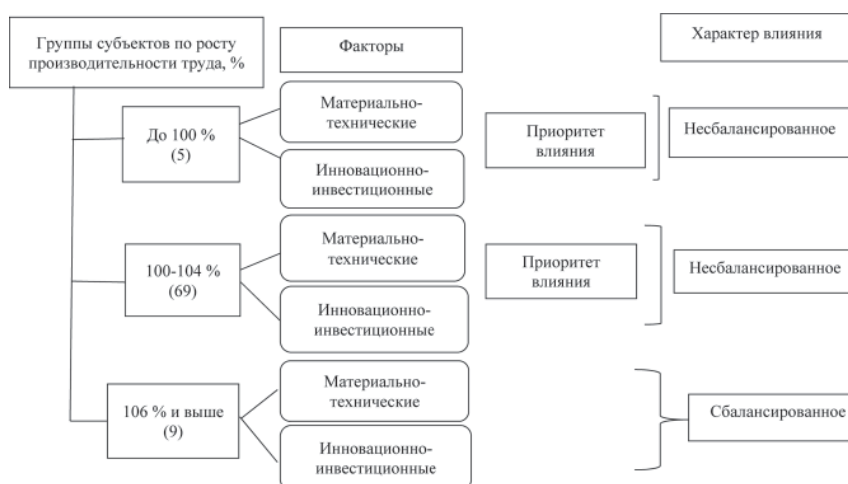 Группы субъектов по росту
производительности труда, %
Факторы
Характер влияния
До 100 %
(5)
Материально-
технические
Инновационно-
инвестиционные
Приоритет
влияния
Несбалансированное
100-104 %
(69)
Материально-
технические
Инновационно-
инвестиционные
Приоритет
влияния
Несбалансированное
106 % и выше
(9)
Материально-
технические
Инновационно-
инвестиционные
Сбалансированное